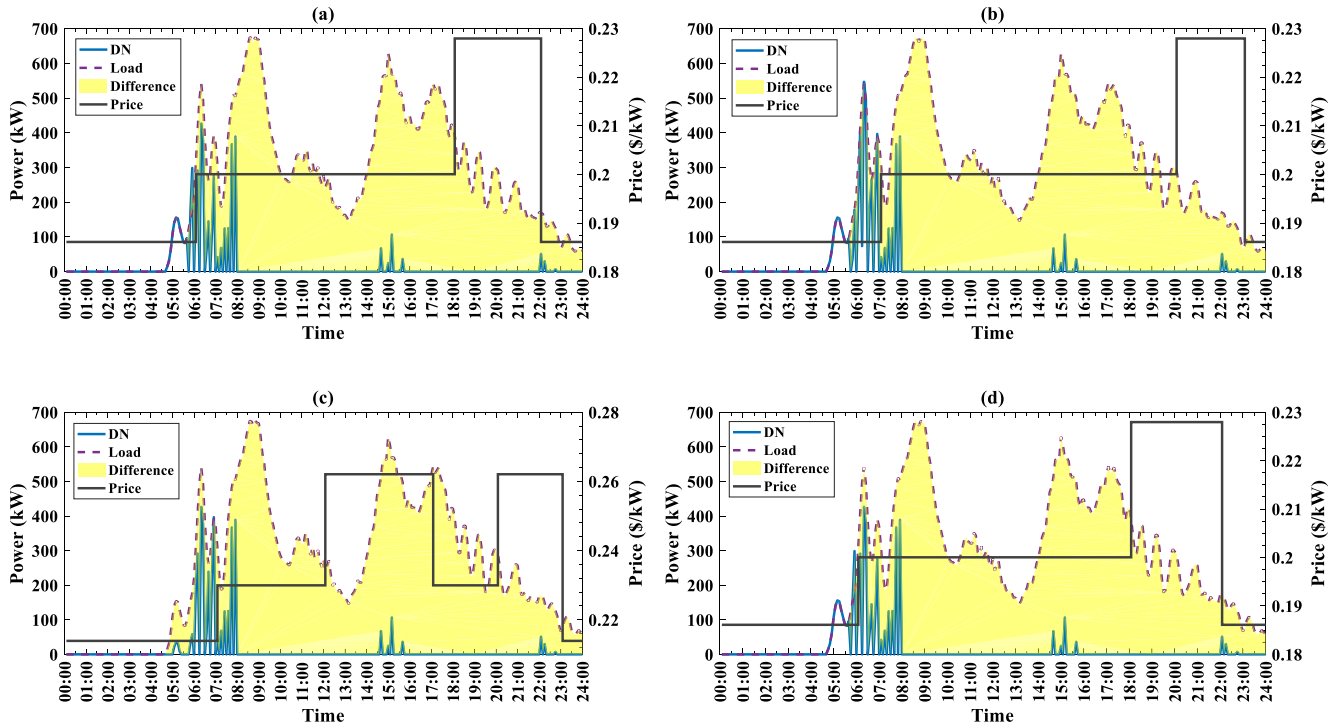 (a)
700
600
500
400
300
200
100
0
Power (kW)
DN
Load
Difference
Price
0.23
0.22
0.21
0.20
0.19
0.18
Price ($/kW)
00:00 01:00 02:00 03:00 04:00 05:00 06:00 07:00 08:00 09:00 10:00 11:00 12:00 13:00 14:00 15:00 16:00 17:00 18:00 19:00 20:00 21:00 22:00 23:00 24:00
Time
(b)
700
600
500
400
300
200
100
0
Power (kW)
DN
Load
Difference
Price
0.23
0.22
0.21
0.20
0.19
0.18
Price ($/kW)
00:00 01:00 02:00 03:00 04:00 05:00 06:00 07:00 08:00 09:00 10:00 11:00 12:00 13:00 14:00 15:00 16:00 17:00 18:00 19:00 20:00 21:00 22:00 23:00 24:00
Time
(c)
700
600
500
400
300
200
100
0
Power (kW)
DN
Load
Difference
Price
0.28
0.26
0.24
0.22
Price ($/kW)
00:00 01:00 02:00 03:00 04:00 05:00 06:00 07:00 08:00 09:00 10:00 11:00 12:00 13:00 14:00 15:00 16:00 17:00 18:00 19:00 20:00 21:00 22:00 23:00 24:00
Time
(d)
700
600
500
400
300
200
100
0
Power (kW)
DN
Load
Difference
Price
0.23
0.22
0.21
0.20
0.19
0.18
Price ($/kW)
00:00 01:00 02:00 03:00 04:00 05:00 06:00 07:00 08:00 09:00 10:00 11:00 12:00 13:00 14:00 15:00 16:00 17:00 18:00 19:00 20:00 21:00 22:00 23:00 24:00
Time